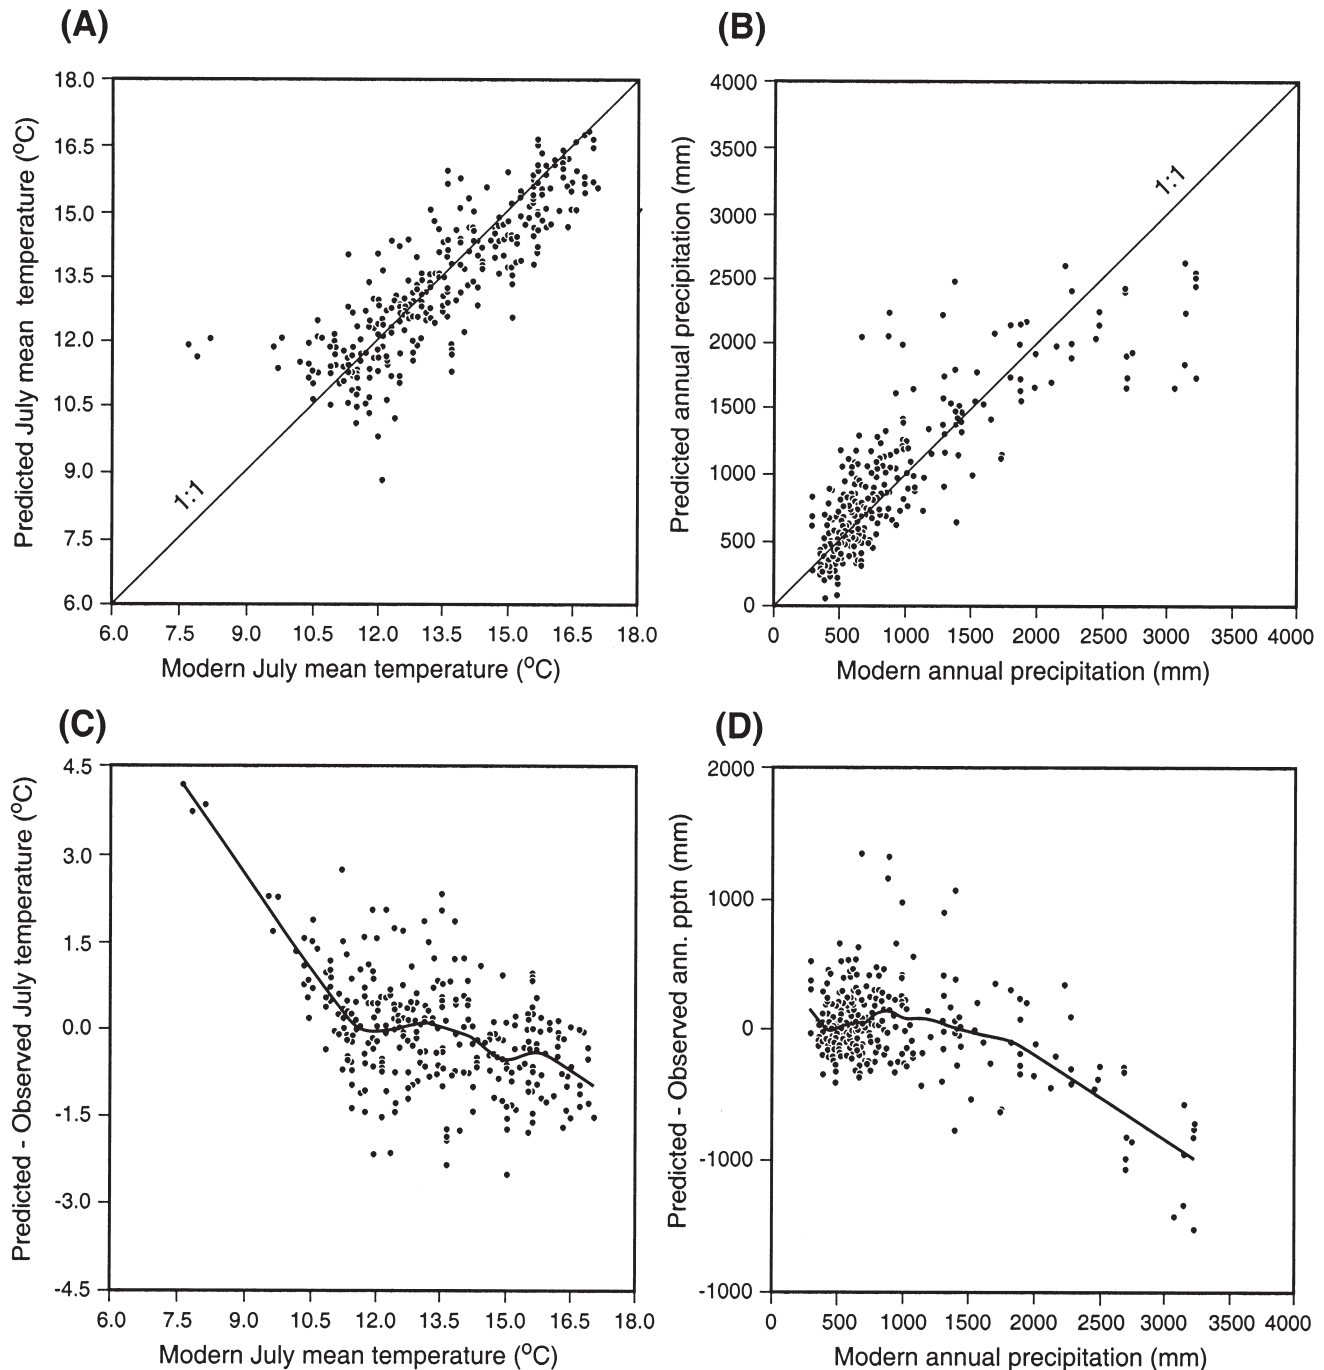 (A)
18.0
16.5
15.0
13.5
12.0
10.5
9.0
7.5
6.0
Predicted July mean temperature (°C)
1:1
6.0 7.5 9.0 10.5 12.0 13.5 15.0 16.5 18.0
Modern July mean temperature (°C)
(B)
4000
3500
3000
2500
2000
1500
1000
500
0
Predicted annual precipitation (mm)
1:1
0 500 1000 1500 2000 2500 3000 3500 4000
Modern annual precipitation (mm)
(C)
4.5
3.0
1.5
0.0
-1.5
-3.0
-4.5
Predicted - Observed July temperature (°C)
6.0 7.5 9.0 10.5 12.0 13.5 15.0 16.5 18.0
Modern July mean temperature (°C)
(D)
2000
1000
0
-1000
-1000
Predicted - Observed ann. pptn (mm)
0 500 1000 1500 2000 2500 3000 3500 4000
Modern annual precipitation (mm)